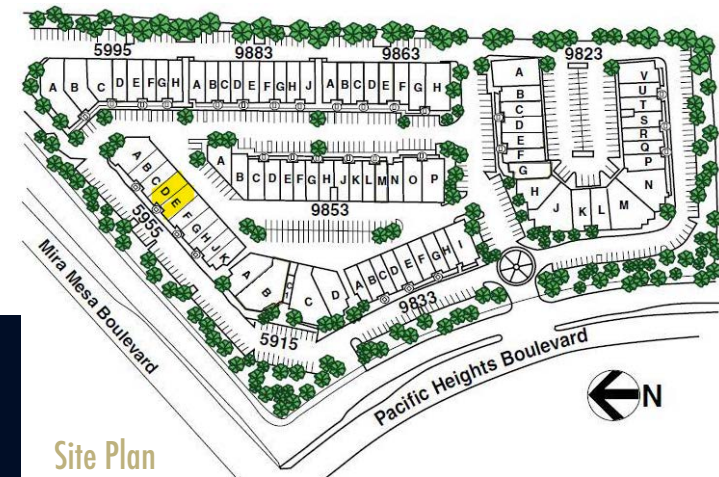 5995 9883 9863 9823
A B C D E F G H
A B C D E F G H J
A B C D E F G H
A B C D E F G H J K L M N
V U T S R Q P
A B C D E F G H J K
5955
A B C D E F G H J K L M N O P
9853
A B C D
5915
A B C D E F G H I
9833
Mira Mesa Boulevard
Pacific Heights Boulevard
N
Site Plan